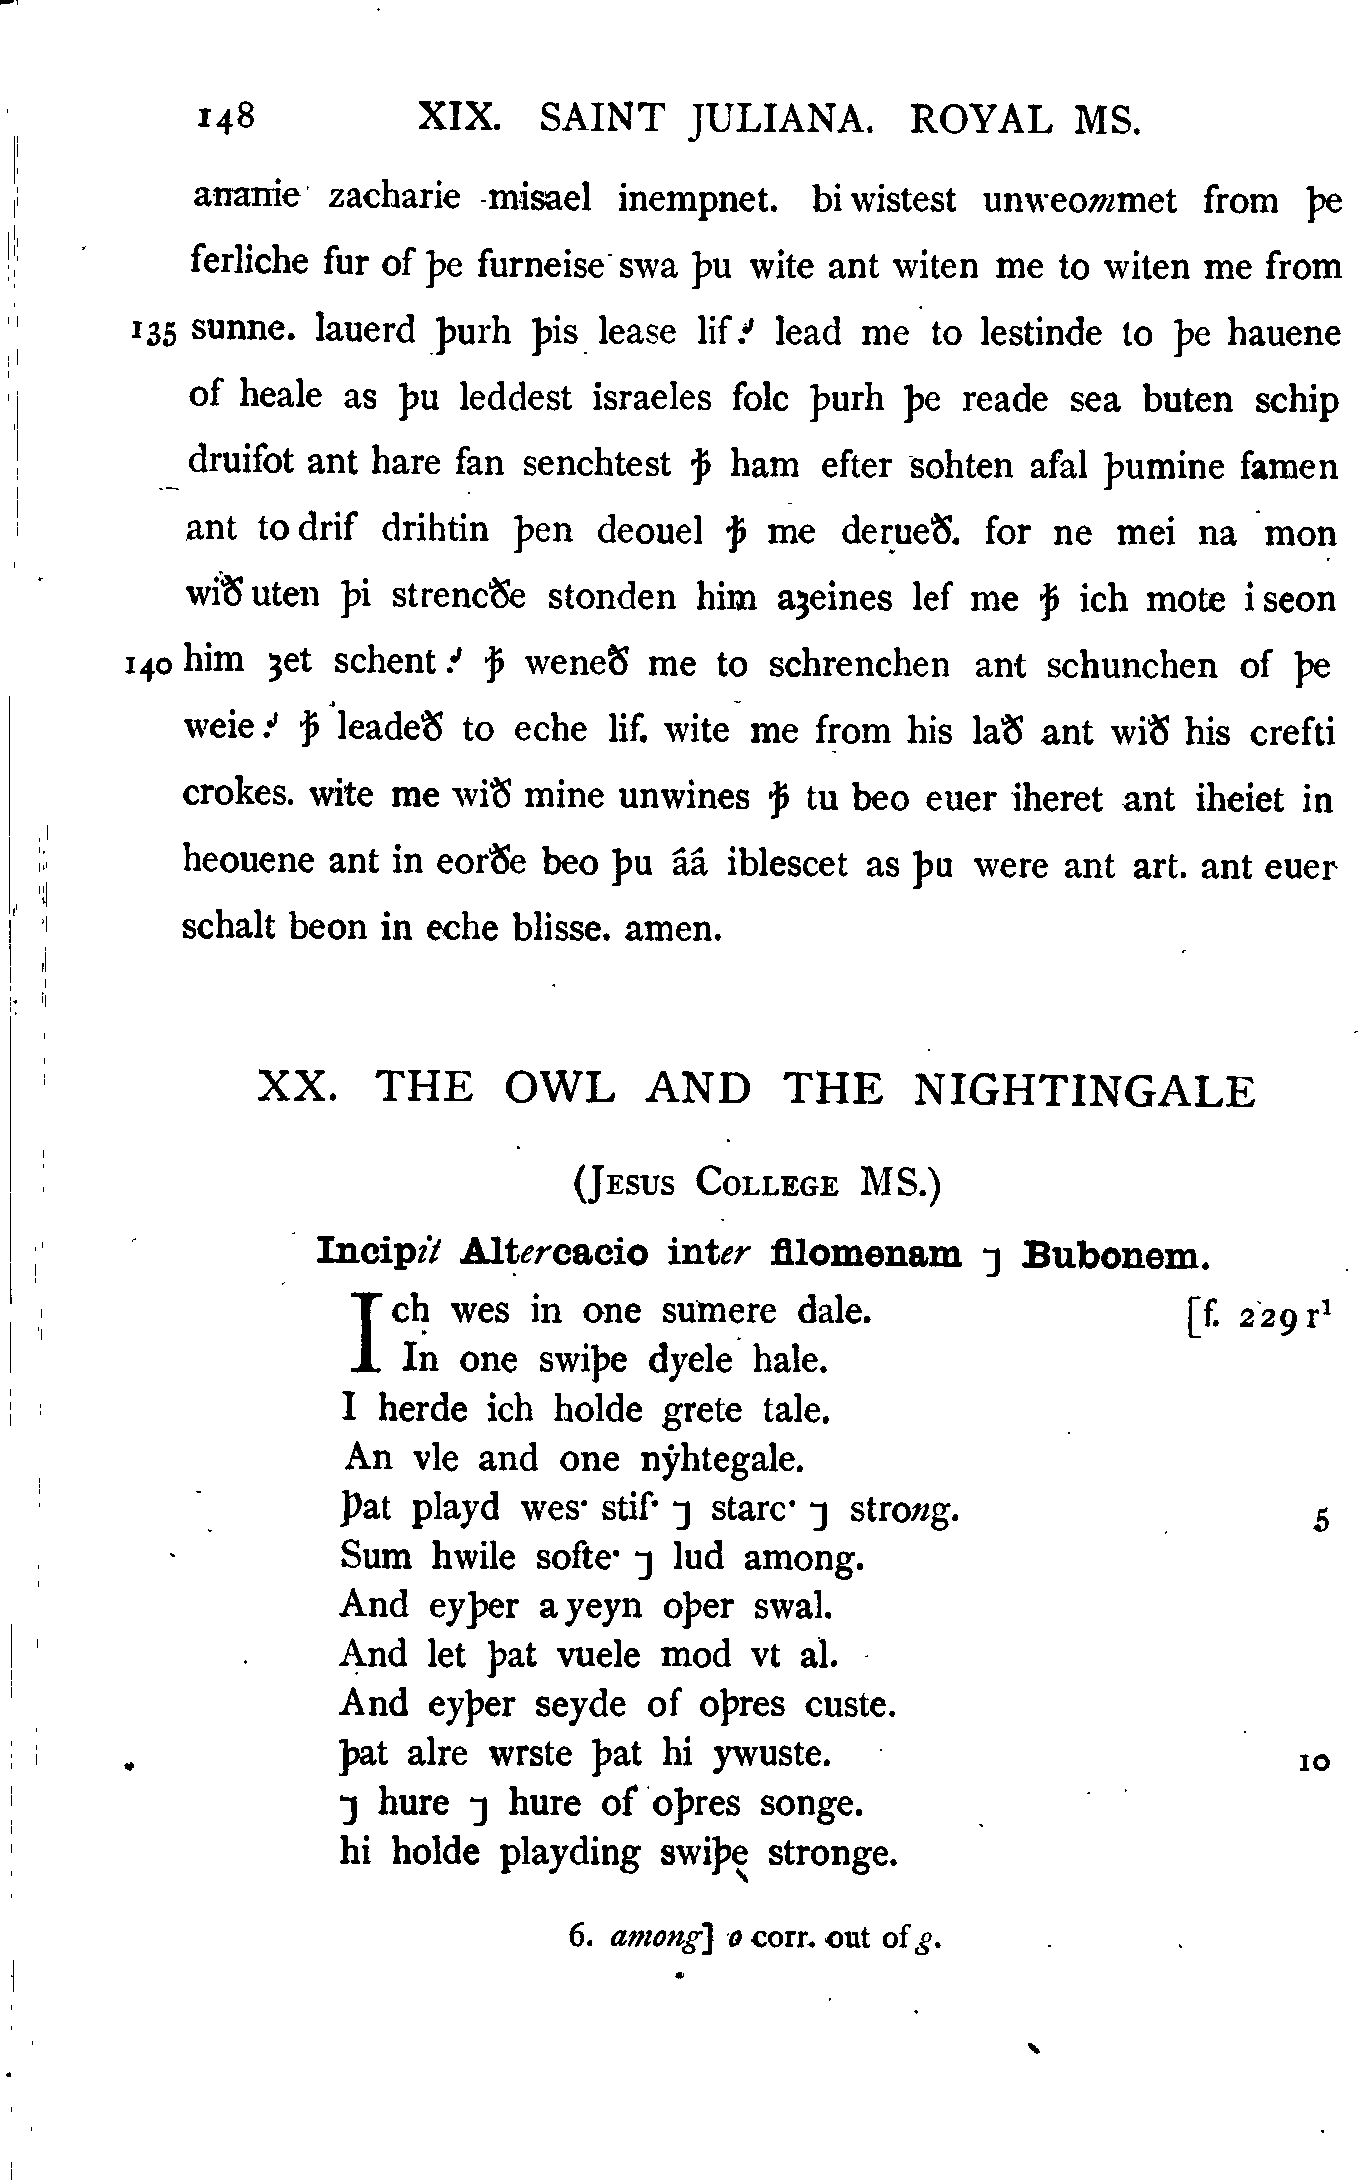 148 XIX. SAINT JULIANA. ROYAL MS.
ananie zacharie misael inempnet. bi wistest unweommet from þe
ferliche fur of þe furneise swa þu wite ant witen me to witen me from
135 sunne. lauerd þurh þis lease lif .ˀ lead me to lestinde to þe hauene
of heale as þu leddest israeles folc þurh þe reade sea buten schip
druifot ant hare fan senchtest ꝥ ham efter sohten afal þumine famen
ant to drif drihtin þen deouel ꝥ me derueð. for ne mei na mon
wið uten þi strencðe stonden him aȝeines lef me ꝥ ich mote i seon
140 him ȝet schent .ˀ ꝥ weneð me to schrenchen ant schunchen of þe
weie .ˀ ꝥ leadeð to eche lif. wite me from his lað ant wið his crefti
crokes. wite me wið mine unwines ꝥ tu beo euer iheret ant iheiet in
heouene ant in eorðe beo þu áá iblescet as þu were ant art. ant euer
schalt beon in eche blisse. amen.
XX. THE OWL AND THE NIGHTINGALE
(JESUS COLLEGE MS.)
Incipit Altercacio inter filomenam ⁊ Bubonem.
Ich wes in one sumere dale. [f. 229 r¹
In one swiþe dyele hale.
I herde ich holde grete tale.
An vle and one nẏhtegale.
Þat playd wes· stif· ⁊ starc· ⁊ strong. 5
Sum hwile softe· ⁊ lud among.
And eyþer a yeyn oþer swal.
And let þat vuele mod vt al.
And eyþer seyde of oþres custe.
þat alre wrste þat hi ywuste. 10
⁊ hure ⁊ hure of oþres songe.
hi holde playding swiþe stronge.
6. among] o corr. out of g.